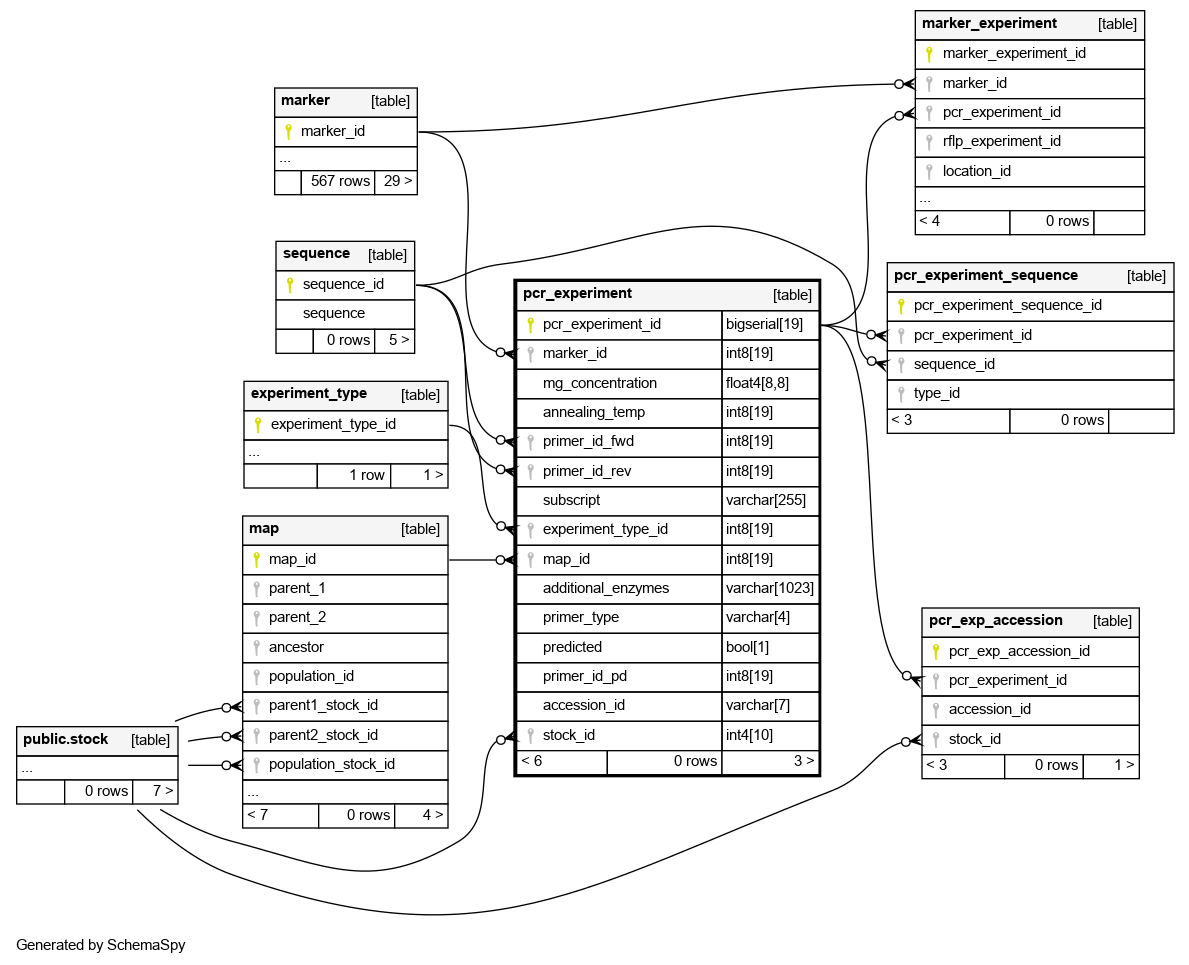 marker_experiment [table]
marker_experiment_id
marker_id
pcr_experiment_id
rflp_experiment_id
location_id
...
< 4 0 rows
marker [table]
marker_id
...
567 rows 29 >
sequence [table]
sequence_id
sequence
0 rows 5 >
pcr_experiment_sequence [table]
pcr_experiment_sequence_id
pcr_experiment_id
sequence_id
type_id
< 3 0 rows
pcr_experiment [table]
pcr_experiment_id bigserial[19]
marker_id int8[19]
mg_concentration float4[8,8]
annealing_temp int8[19]
primer_id_fwd int8[19]
primer_id_rev int8[19]
subscript varchar[255]
experiment_type_id int8[19]
map_id int8[19]
additional_enzymes varchar[1023]
primer_type varchar[4]
predicted bool[1]
primer_id_pd int8[19]
accession_id varchar[7]
stock_id int4[10]
< 6 0 rows 3 >
experiment_type [table]
experiment_type_id
...
1 row 1 >
map [table]
map_id
parent_1
parent_2
ancestor
population_id
parent1_stock_id
parent2_stock_id
population_stock_id
...
< 7 0 rows 4 >
pcr_exp_accession [table]
pcr_exp_accession_id
pcr_experiment_id
accession_id
stock_id
< 3 0 rows 1 >
public.stock [table]
...
0 rows 7 >
Generated by SchemaSpy